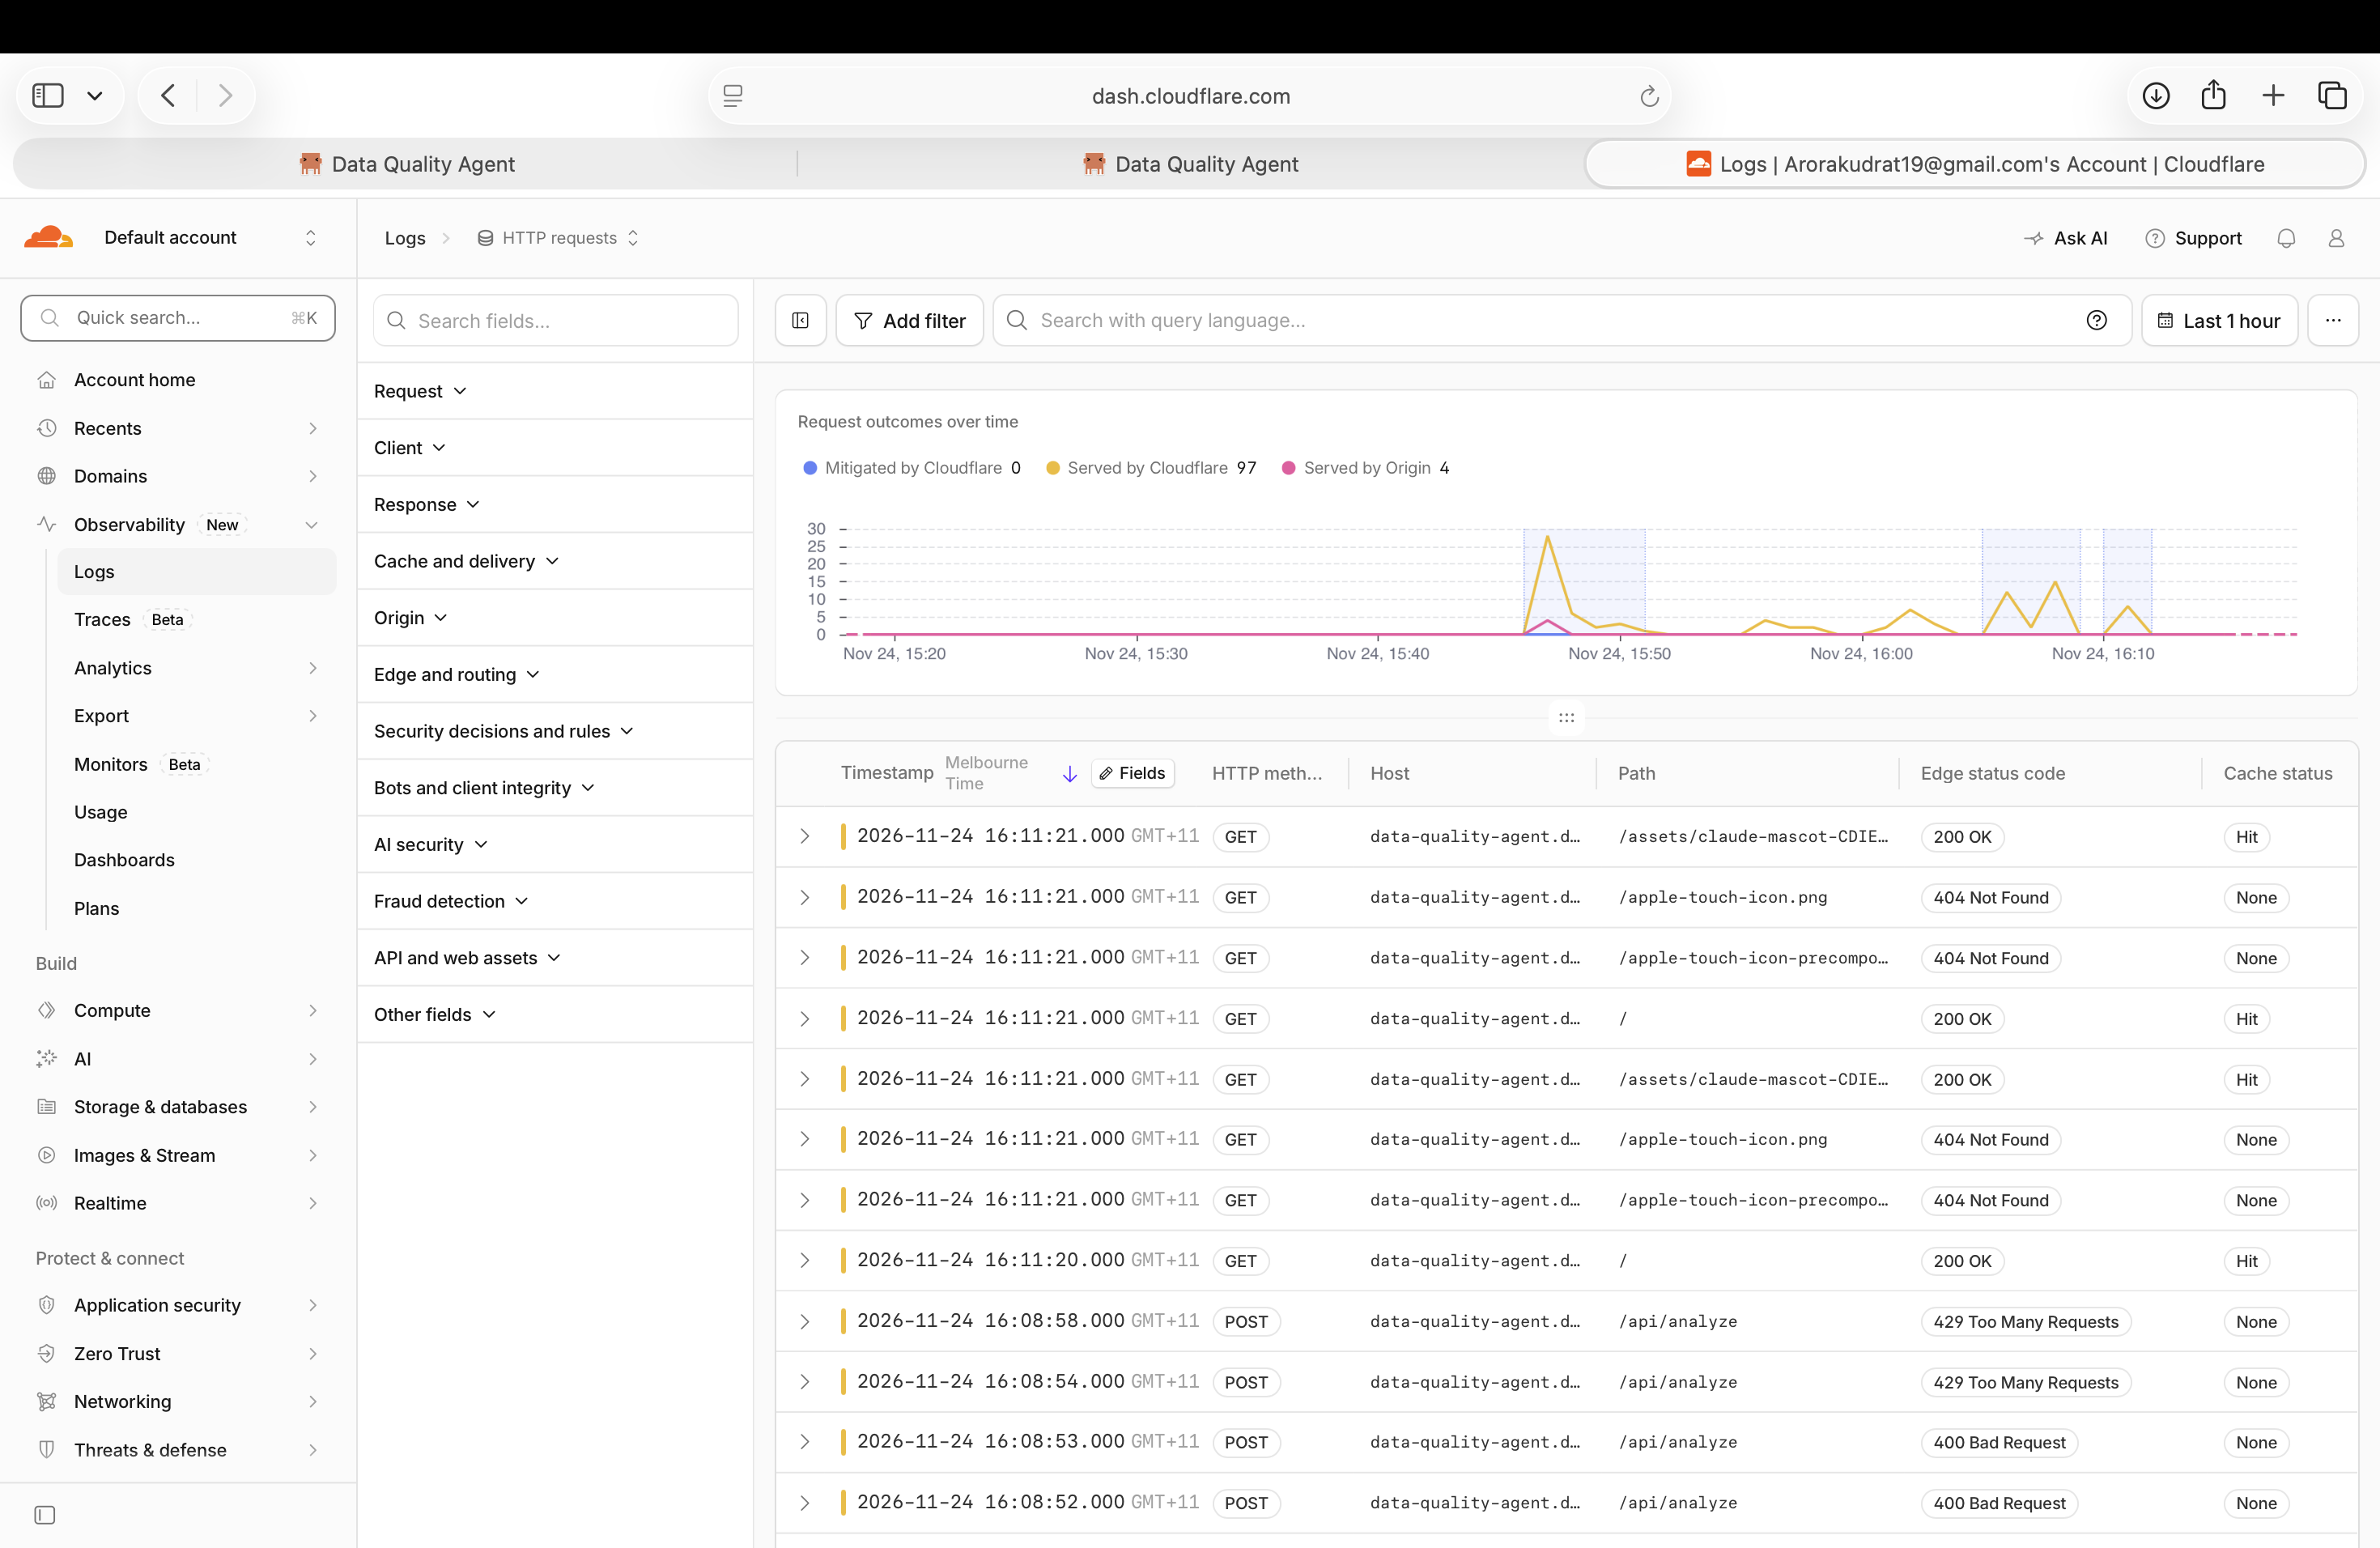 dash.cloudflare.com
Data Quality Agent
Data Quality Agent
Logs | Arorakudrat19@gmail.com's Account | Cloudflare
Default account
Logs
HTTP requests
Ask AI
Support
Quick search...
⌘K
Account home
Recents
Domains
Observability New
Logs
Traces Beta
Analytics
Export
Monitors Beta
Usage
Dashboards
Plans
Build
Compute
AI
Storage & databases
Images & Stream
Realtime
Protect & connect
Application security
Zero Trust
Networking
Threats & defense
Search fields...
Request
Client
Response
Cache and delivery
Origin
Edge and routing
Security decisions and rules
Bots and client integrity
AI security
Fraud detection
API and web assets
Other fields
Add filter
Search with query language...
Last 1 hour
Request outcomes over time
Mitigated by Cloudflare 0 Served by Cloudflare 97 Served by Origin 4
30
25
20
15
10
5
0
Nov 24, 15:20 Nov 24, 15:30 Nov 24, 15:40 Nov 24, 15:50 Nov 24, 16:00 Nov 24, 16:10
Timestamp Melbourne Time Fields HTTP meth... Host Path Edge status code Cache status
2026-11-24 16:11:21.000 GMT+11 GET data-quality-agent.d… /assets/claude-mascot-CDIE… 200 OK Hit
2026-11-24 16:11:21.000 GMT+11 GET data-quality-agent.d… /apple-touch-icon.png 404 Not Found None
2026-11-24 16:11:21.000 GMT+11 GET data-quality-agent.d… /apple-touch-icon-precompo… 404 Not Found None
2026-11-24 16:11:21.000 GMT+11 GET data-quality-agent.d… / 200 OK Hit
2026-11-24 16:11:21.000 GMT+11 GET data-quality-agent.d… /assets/claude-mascot-CDIE… 200 OK Hit
2026-11-24 16:11:21.000 GMT+11 GET data-quality-agent.d… /apple-touch-icon.png 404 Not Found None
2026-11-24 16:11:21.000 GMT+11 GET data-quality-agent.d… /apple-touch-icon-precompo… 404 Not Found None
2026-11-24 16:11:20.000 GMT+11 GET data-quality-agent.d… / 200 OK Hit
2026-11-24 16:08:58.000 GMT+11 POST data-quality-agent.d… /api/analyze 429 Too Many Requests None
2026-11-24 16:08:54.000 GMT+11 POST data-quality-agent.d… /api/analyze 429 Too Many Requests None
2026-11-24 16:08:53.000 GMT+11 POST data-quality-agent.d… /api/analyze 400 Bad Request None
2026-11-24 16:08:52.000 GMT+11 POST data-quality-agent.d… /api/analyze 400 Bad Request None